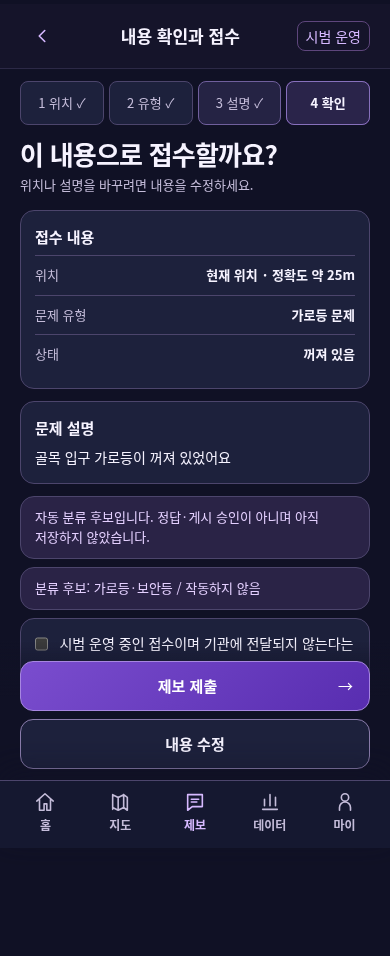 내용 확인과 접수
시범 운영
1 위치 ✓
2 유형 ✓
3 설명 ✓
4 확인
이 내용으로 접수할까요?
위치나 설명을 바꾸려면 내용을 수정하세요.
접수 내용
위치 현재 위치 · 정확도 약 25m
문제 유형 가로등 문제
상태 꺼져 있음
문제 설명
골목 입구 가로등이 꺼져 있었어요
자동 분류 후보입니다. 정답·게시 승인이 아니며 아직
저장하지 않았습니다.
분류 후보: 가로등·보안등 / 작동하지 않음
시범 운영 중인 접수이며 기관에 전달되지 않는다는
제보 제출 →
내용 수정
홈
지도
제보
데이터
마이